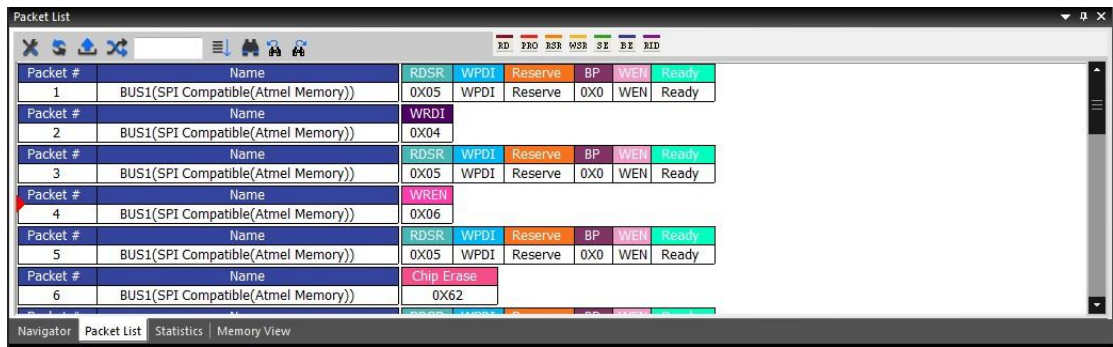 Packet List
RD PRO RSR WSR SE BE RID
Packet # Name RDSR WPDI Reserve BP WEN Ready
1 BUS1(SPI Compatible(Atmel Memory)) 0X05 WPDI Reserve 0X0 WEN Ready
Packet # Name WRDI
2 BUS1(SPI Compatible(Atmel Memory)) 0X04
Packet # Name RDSR WPDI Reserve BP WEN Ready
3 BUS1(SPI Compatible(Atmel Memory)) 0X05 WPDI Reserve 0X0 WEN Ready
Packet # Name WREN
4 BUS1(SPI Compatible(Atmel Memory)) 0X06
Packet # Name RDSR WPDI Reserve BP WEN Ready
5 BUS1(SPI Compatible(Atmel Memory)) 0X05 WPDI Reserve 0X0 WEN Ready
Packet # Name Chip Erase
6 BUS1(SPI Compatible(Atmel Memory)) 0X62
Navigator Packet List Statistics Memory View